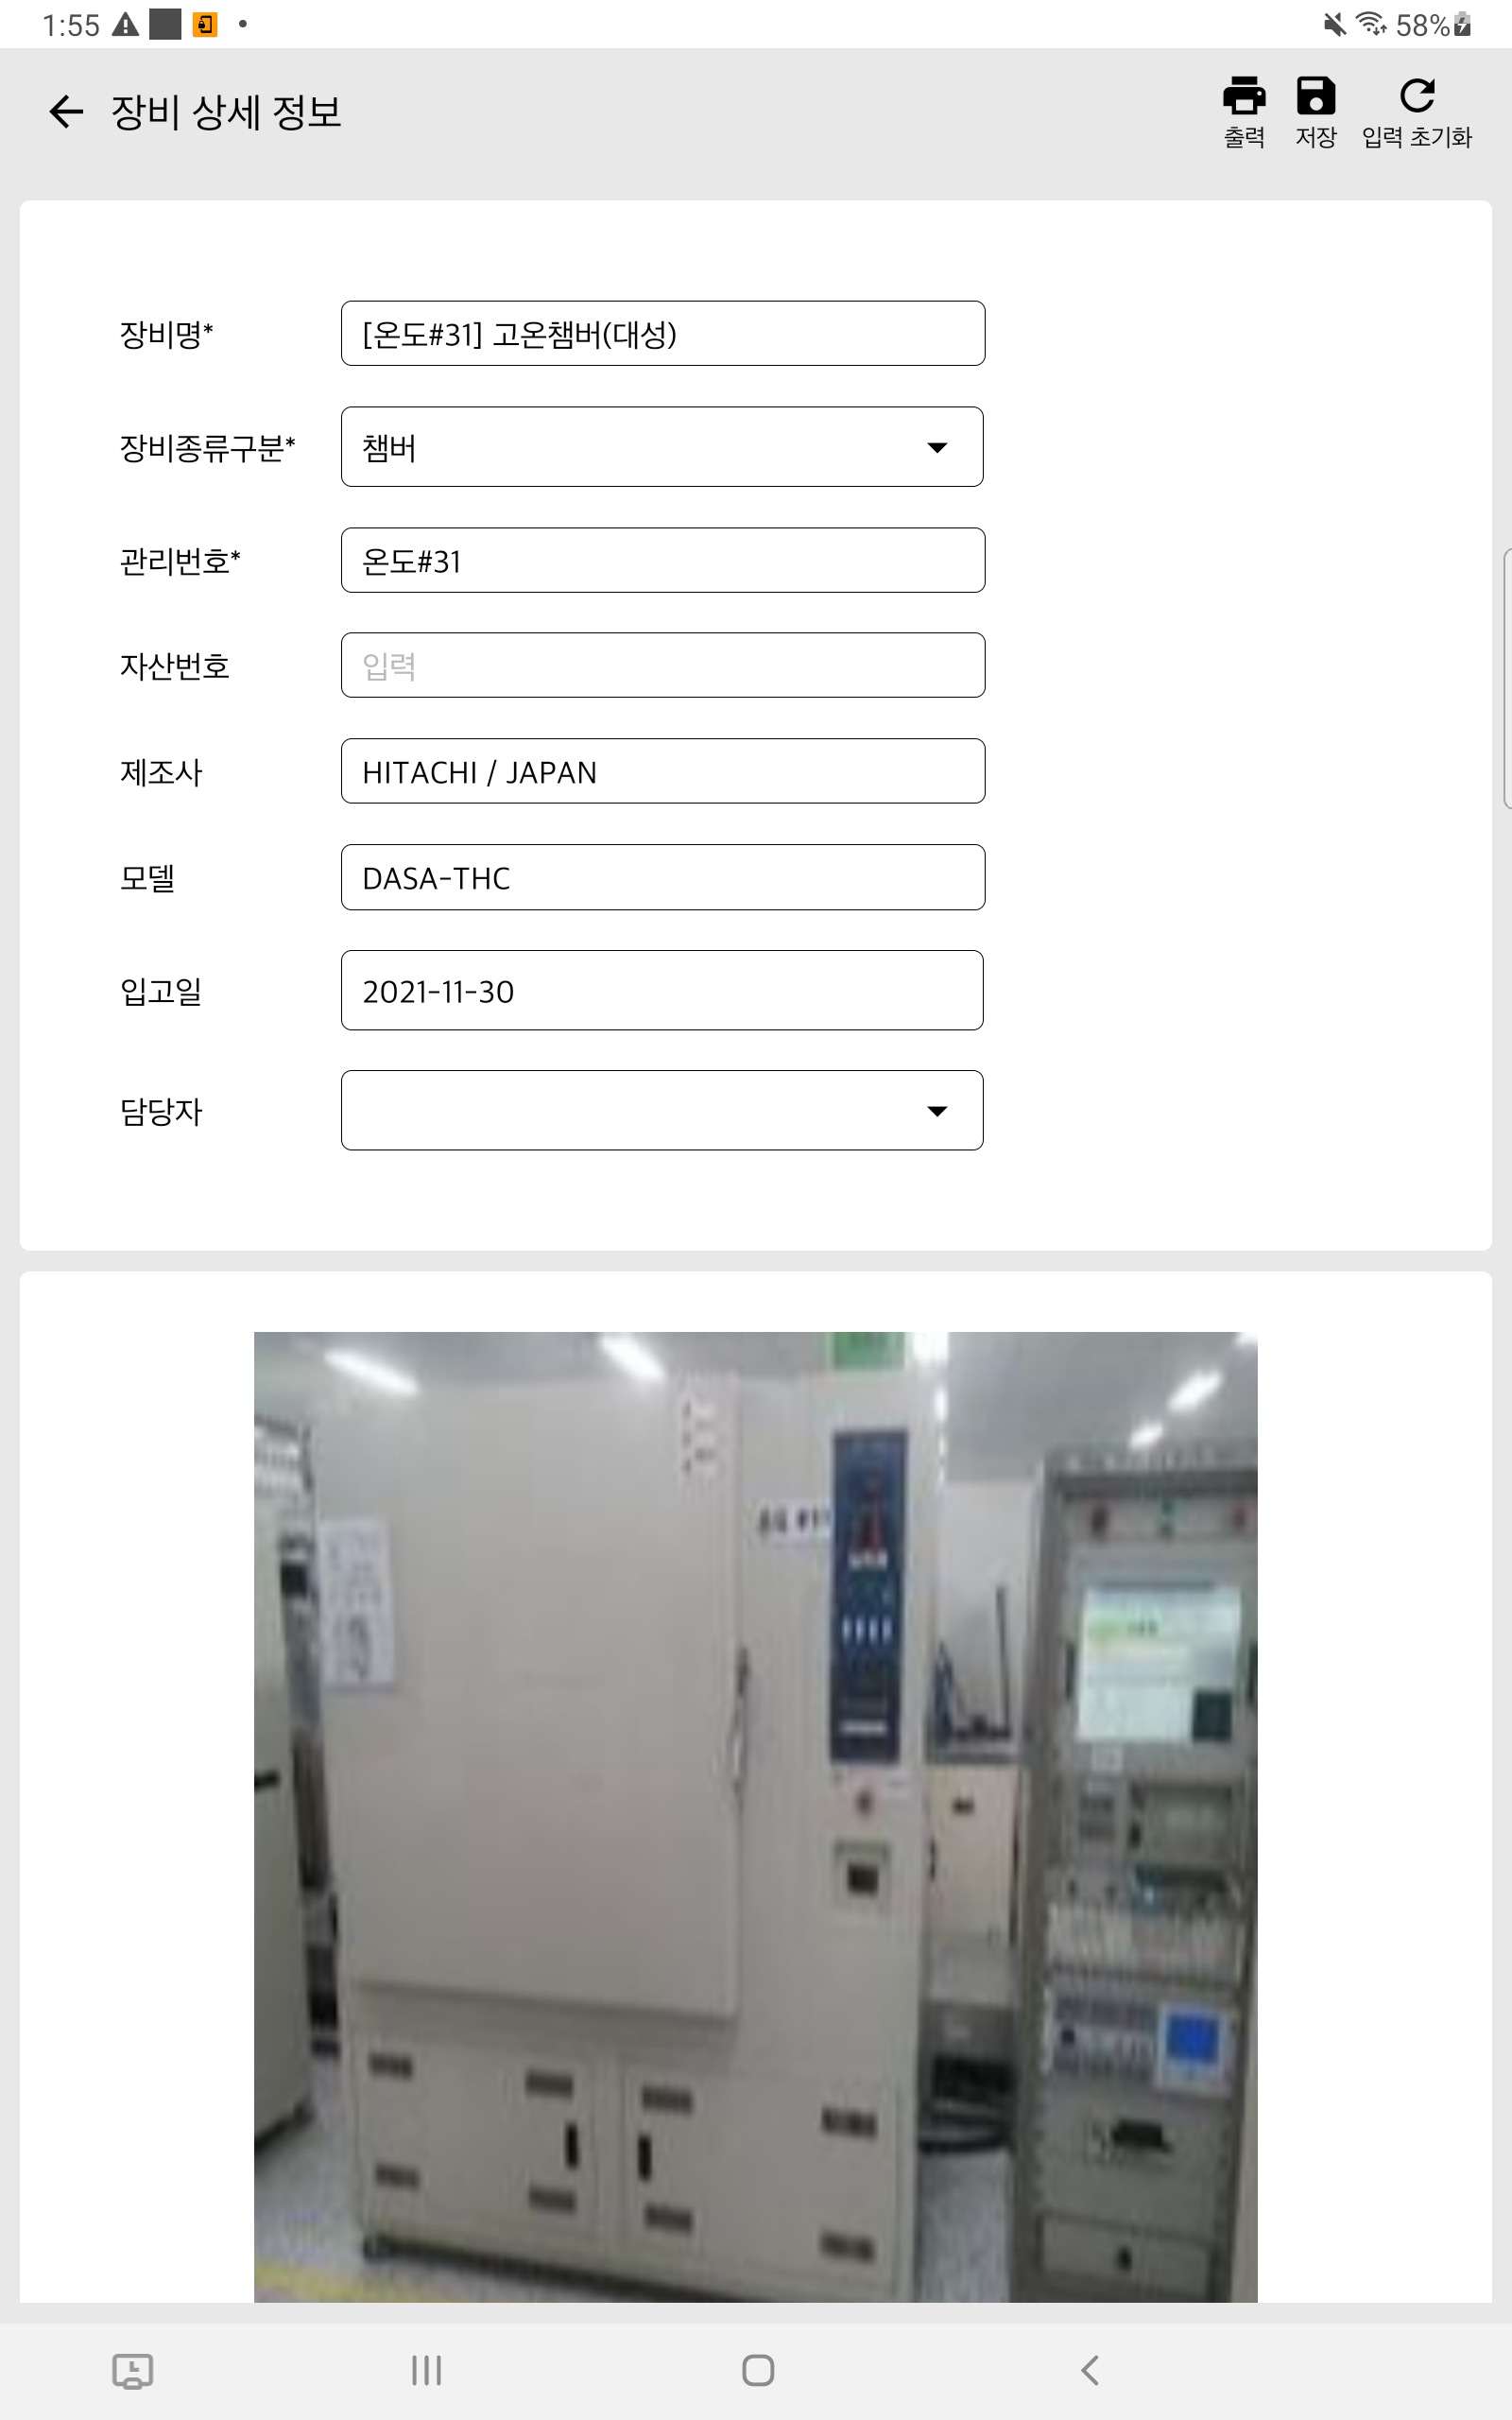 1:55
58%
장비 상세 정보
출력
저장
입력 초기화
장비명*
[온도#31] 고온챔버(대성)
장비종류구분*
챔버
관리번호*
온도#31
자산번호
입력
제조사
HITACHI / JAPAN
모델
DASA-THC
입고일
2021-11-30
담당자